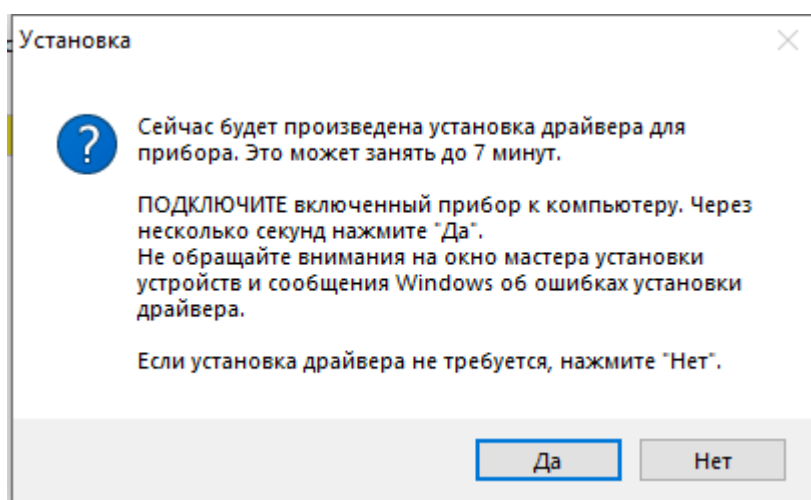 Установка
Сейчас будет произведена установка драйвера для
прибора. Это может занять до 7 минут.
ПОДКЛЮЧИТЕ включенный прибор к компьютеру. Через
несколько секунд нажмите "Да".
Не обращайте внимания на окно мастера установки
устройств и сообщения Windows об ошибках установки
драйвера.
Если установка драйвера не требуется, нажмите "Нет".
Да
Нет